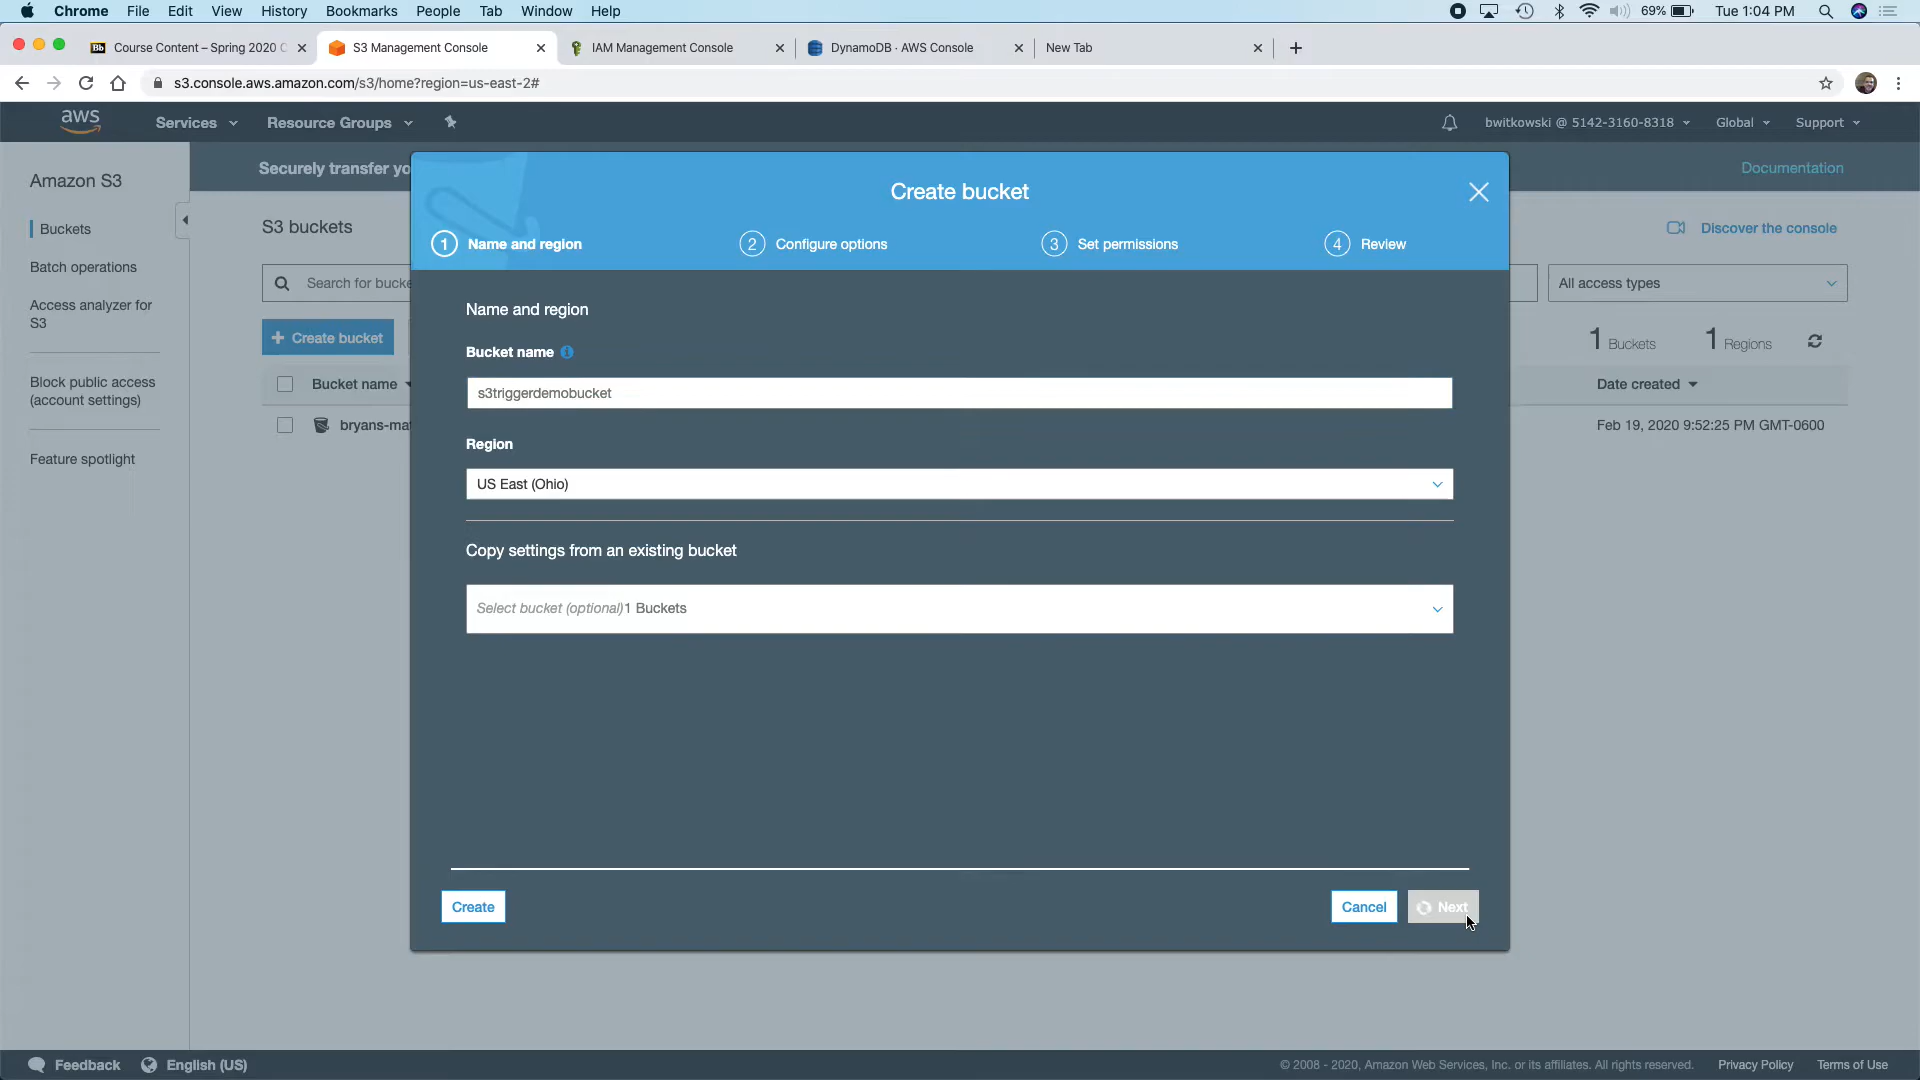 Chrome File Edit View History Bookmarks People Tab Window Help 69% Tue 1:04 PM
Bb Course Content – Spring 2020 C S3 Management Console IAM Management Console DynamoDB · AWS Console New Tab
s3.console.aws.amazon.com/s3/home?region=us-east-2#
aws Services Resource Groups bwitkowski @ 5142-3160-8318 Global Support
Securely transfer yo Documentation
Amazon S3
Buckets
Batch operations
Access analyzer for
S3
Block public access
(account settings)
Feature spotlight
S3 buckets Discover the console
Search for bucke All access types
Create bucket 1 Buckets 1 Regions
Bucket name Date created
bryans-ma Feb 19, 2020 9:52:25 PM GMT-0600
Create bucket
1 Name and region 2 Configure options 3 Set permissions 4 Review
Name and region
Bucket name
s3triggerdemobucket
Region
US East (Ohio)
Copy settings from an existing bucket
Select bucket (optional)1 Buckets
Create Cancel Next
Feedback English (US) © 2008 - 2020, Amazon Web Services, Inc. or its affiliates. All rights reserved. Privacy Policy Terms of Use